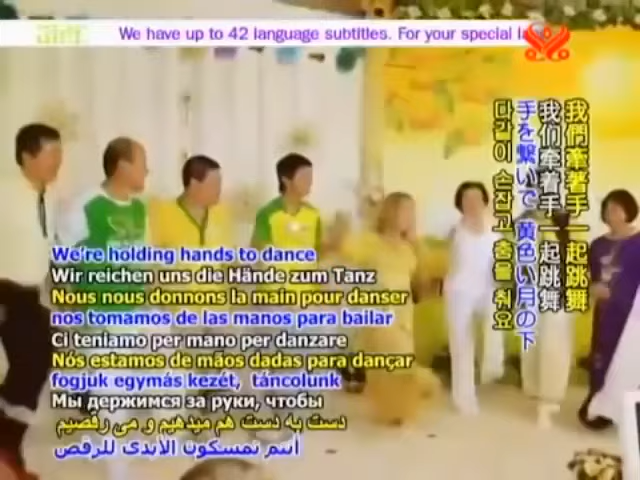 We have up to 42 language subtitles. For your special
We're holding hands to dance
Wir reichen uns die Hände zum Tanz
Nous nous donnons la main pour danser
nos tomamos de las manos para bailar
Ci teniamo per mano per danzare
Nós estamos de mãos dadas para dançar
fogjuk egymás kezét, táncolunk
Мы держимся за руки, чтобы
دست به دست هم میدهیم و می رقصیم
أنتم تمسكون الأيدى للرقص
我們牽著手一起跳舞
我们牵着手一起跳舞
手を繋いで 黄色い月の下
다같이 손잡고 춤을 춰요